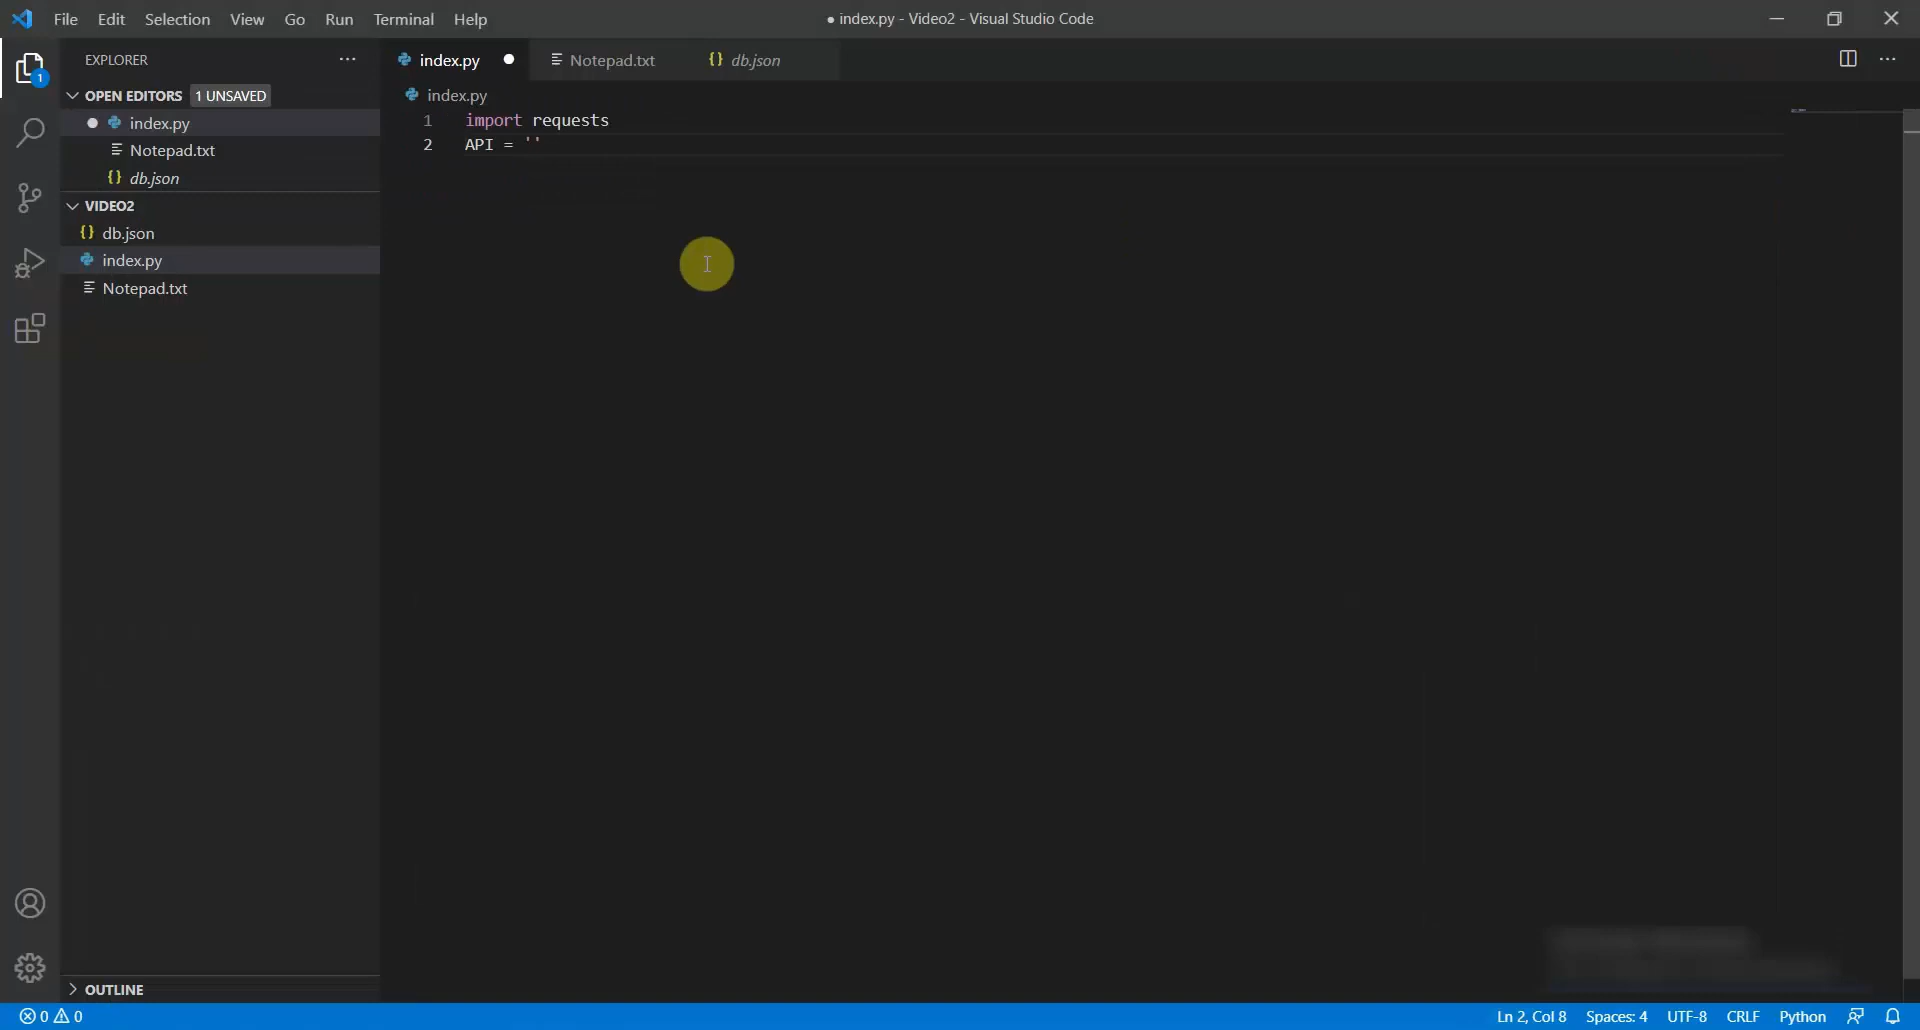 File Edit Selection View Go Run Terminal Help
● index.py - Video2 - Visual Studio Code
1
EXPLORER
OPEN EDITORS 1 UNSAVED
index.py
Notepad.txt
db.json
VIDEO2
db.json
index.py
Notepad.txt
OUTLINE
index.py Notepad.txt db.json
index.py
1 import requests
2 API = ''
0 0
Ln 2, Col 8 Spaces: 4 UTF-8 CRLF Python